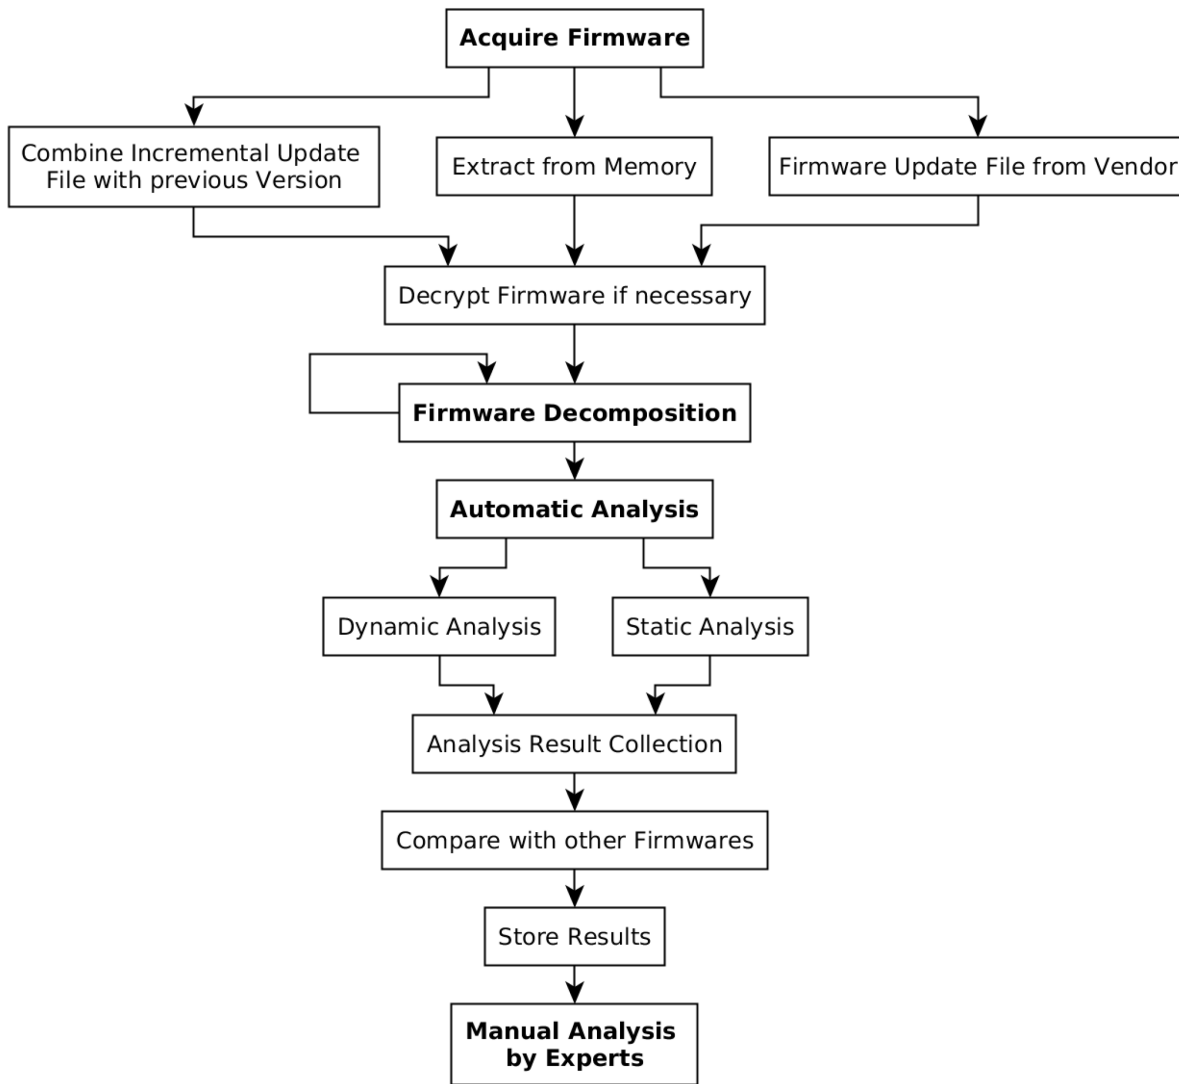 Acquire Firmware
Combine Incremental Update
File with previous Version
Extract from Memory
Firmware Update File from Vendor
Decrypt Firmware if necessary
Firmware Decomposition
Automatic Analysis
Dynamic Analysis
Static Analysis
Analysis Result Collection
Compare with other Firmwares
Store Results
Manual Analysis
by Experts